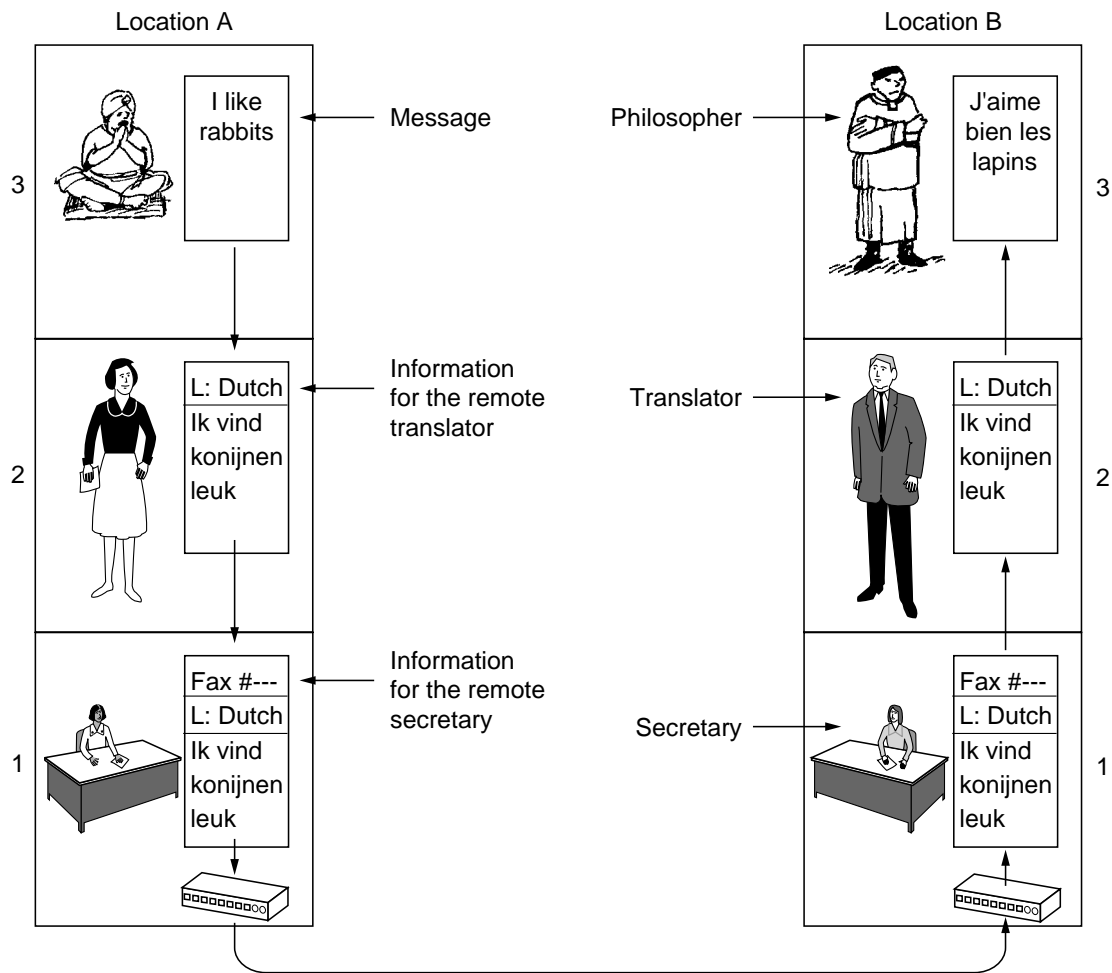 Location A
Location B
I like
rabbits
Message
Philosopher
J'aime
bien les
lapins
3
3
L: Dutch
Ik vind
konijnen
leuk
Information
for the remote
translator
Translator
L: Dutch
Ik vind
konijnen
leuk
2
2
Fax #---
L: Dutch
Ik vind
konijnen
leuk
Information
for the remote
secretary
Secretary
Fax #---
L: Dutch
Ik vind
konijnen
leuk
1
1